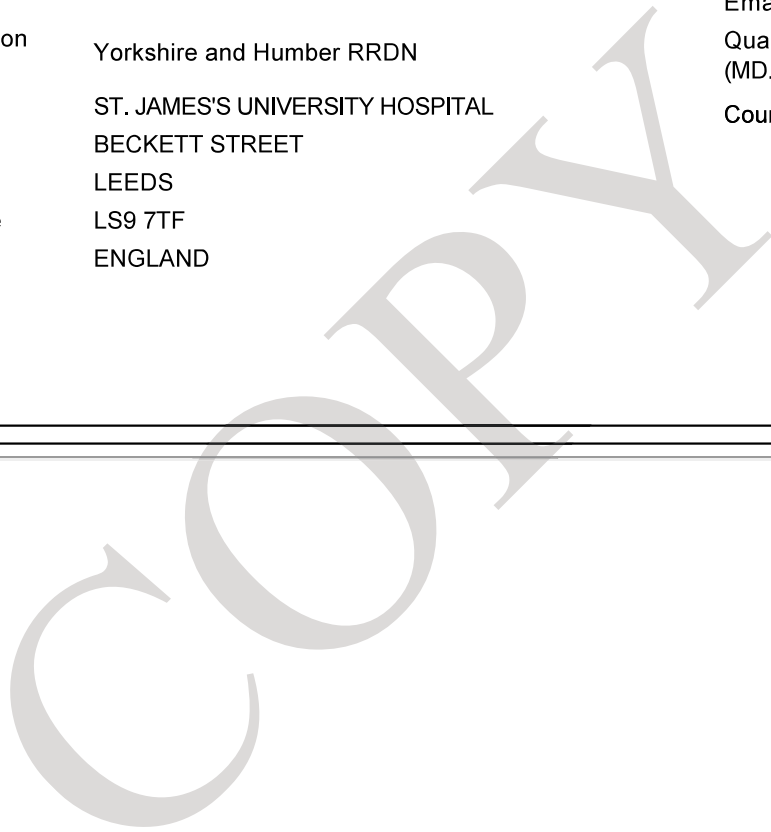 on
Yorkshire and Humber RRDN
ST. JAMES'S UNIVERSITY HOSPITAL
BECKETT STREET
LEEDS
LS9 7TF
ENGLAND
Ema
Qua
(MD.
Cour
COPY